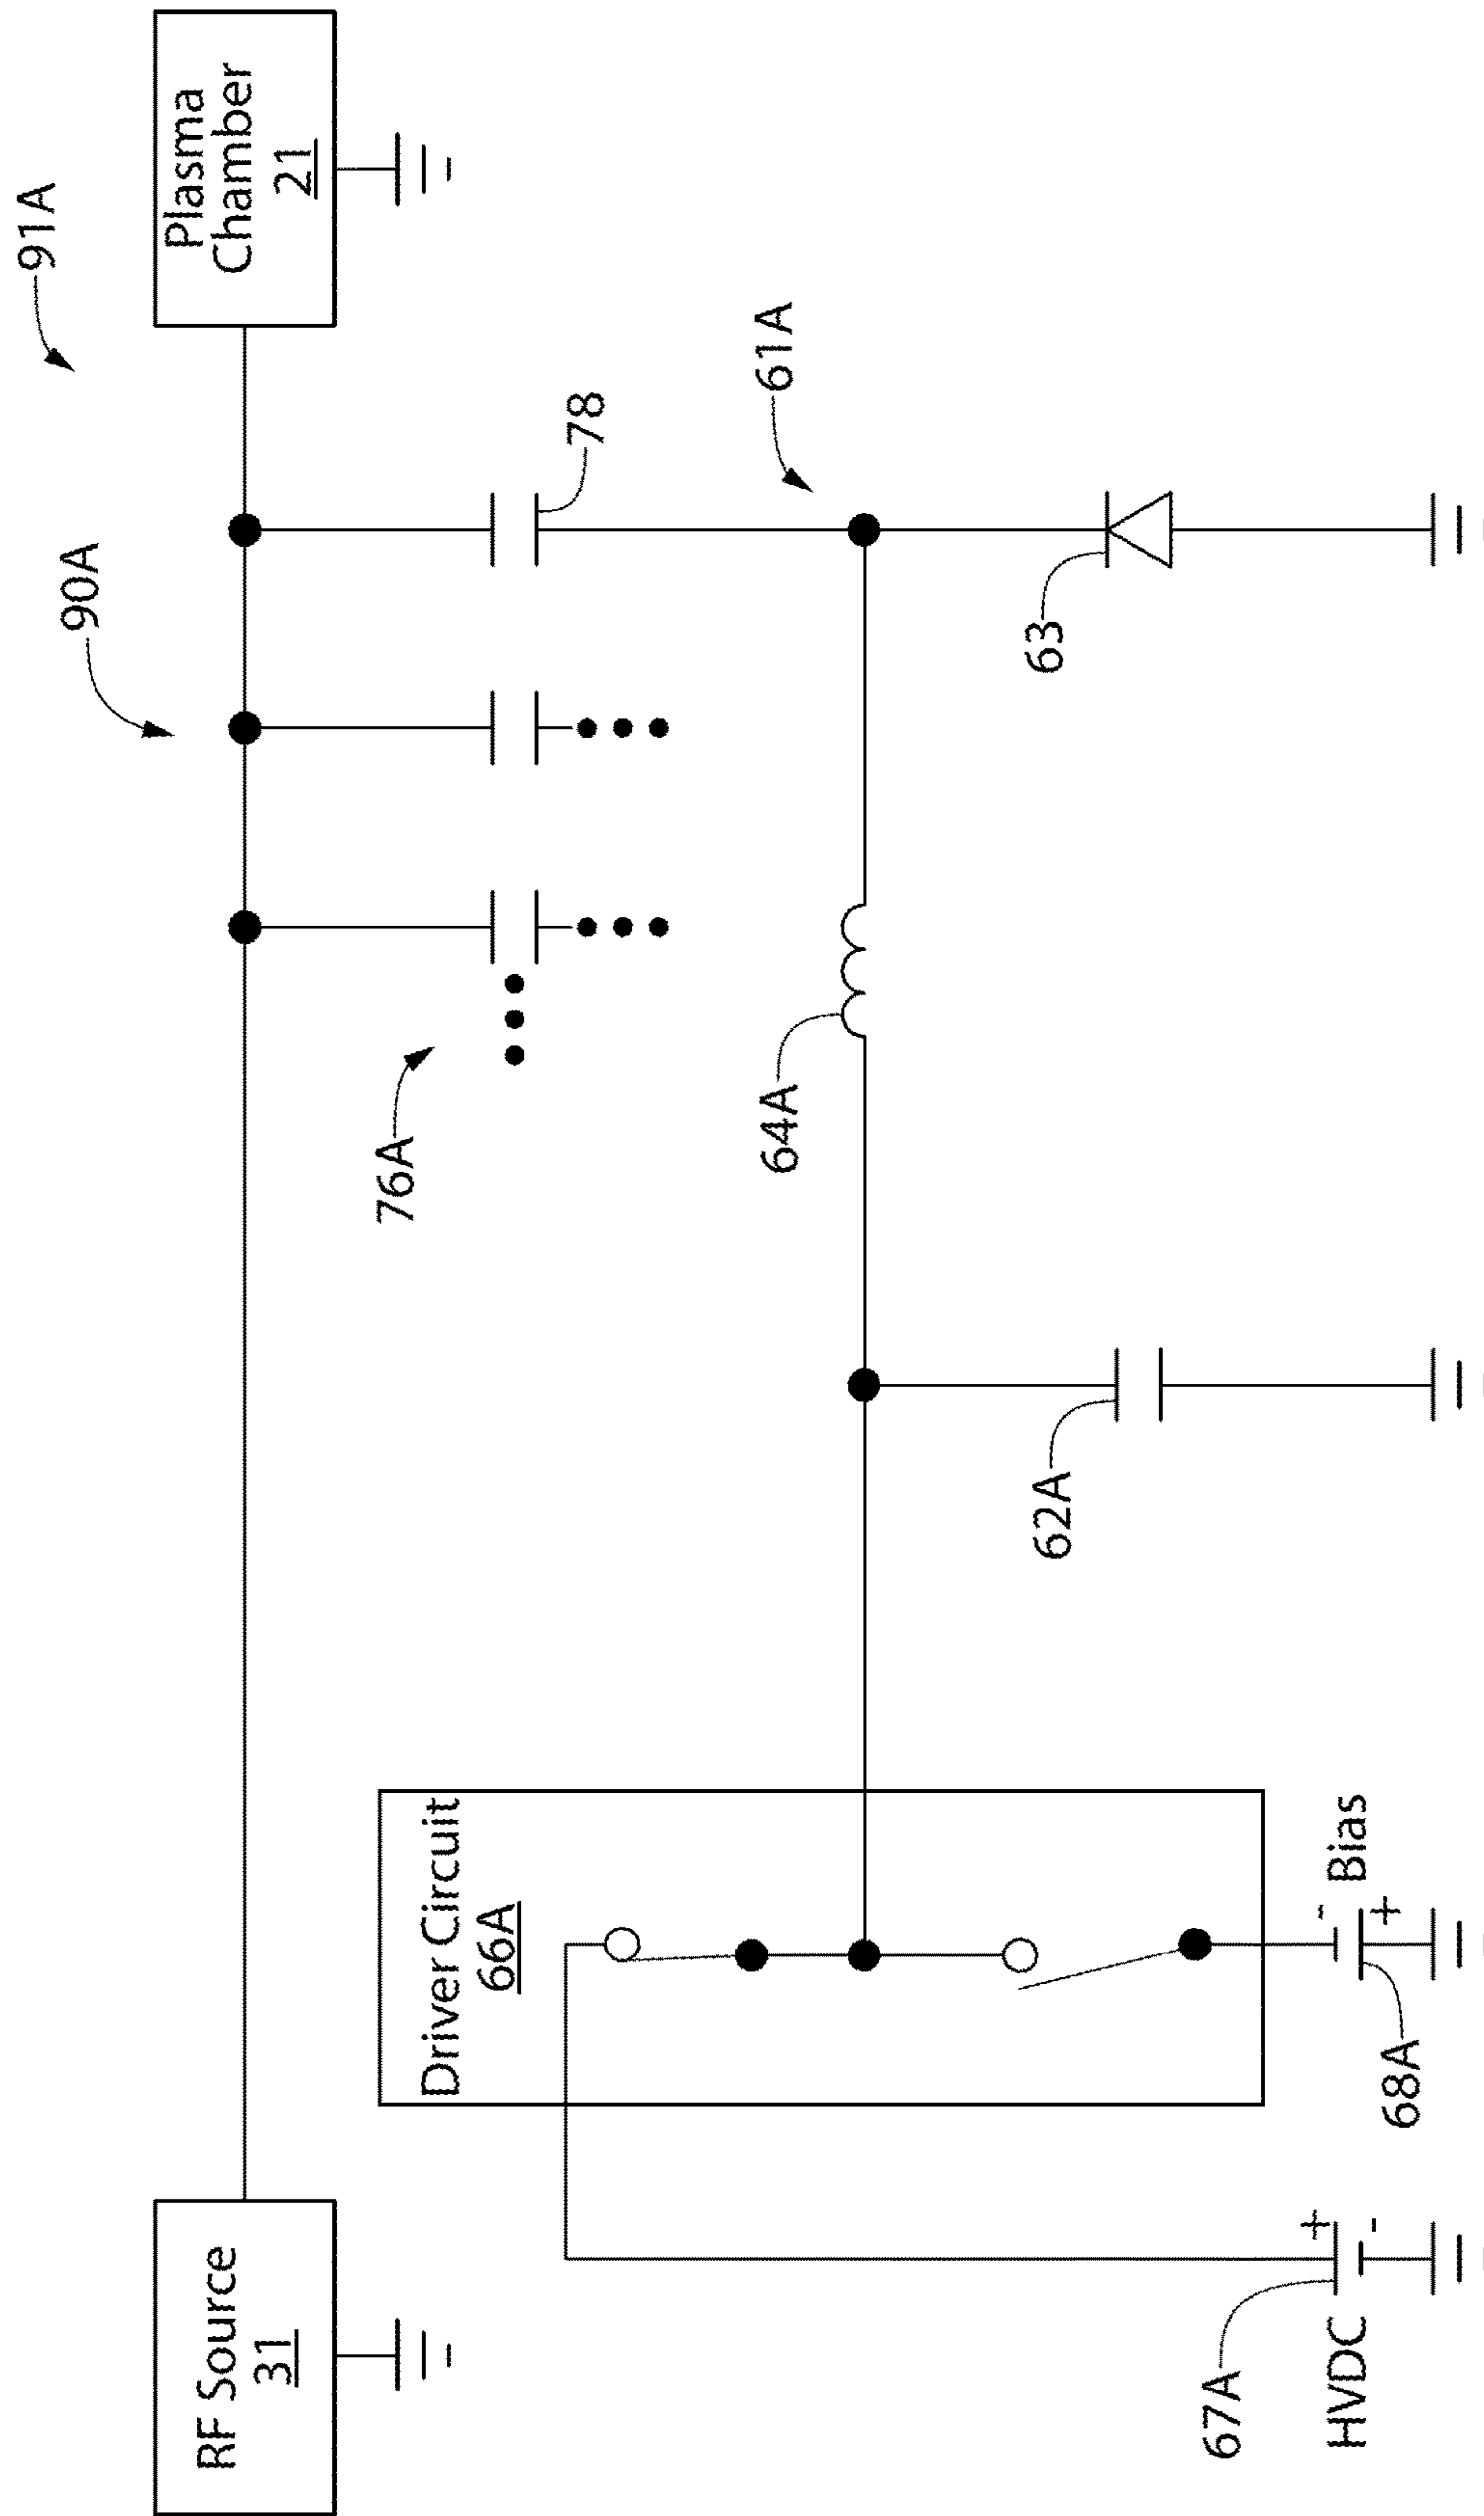 91A
90A
RF Source
31
Plasma
Chamber
21
76A
78
Driver Circuit
66A
64A
61A
62A
63
67A
HVDC
+
-
68A
-
Bias
+